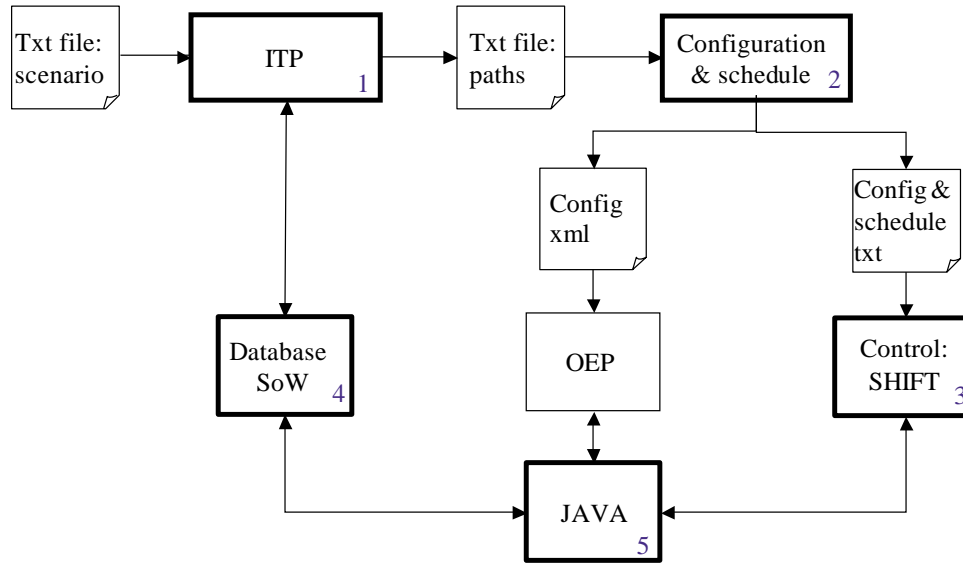 Txt file:
scenario
ITP
1
Txt file:
paths
Configuration
& schedule
2
Config
xml
Config &
schedule
txt
Database
SoW
4
OEP
Control:
SHIFT
3
JAVA
5